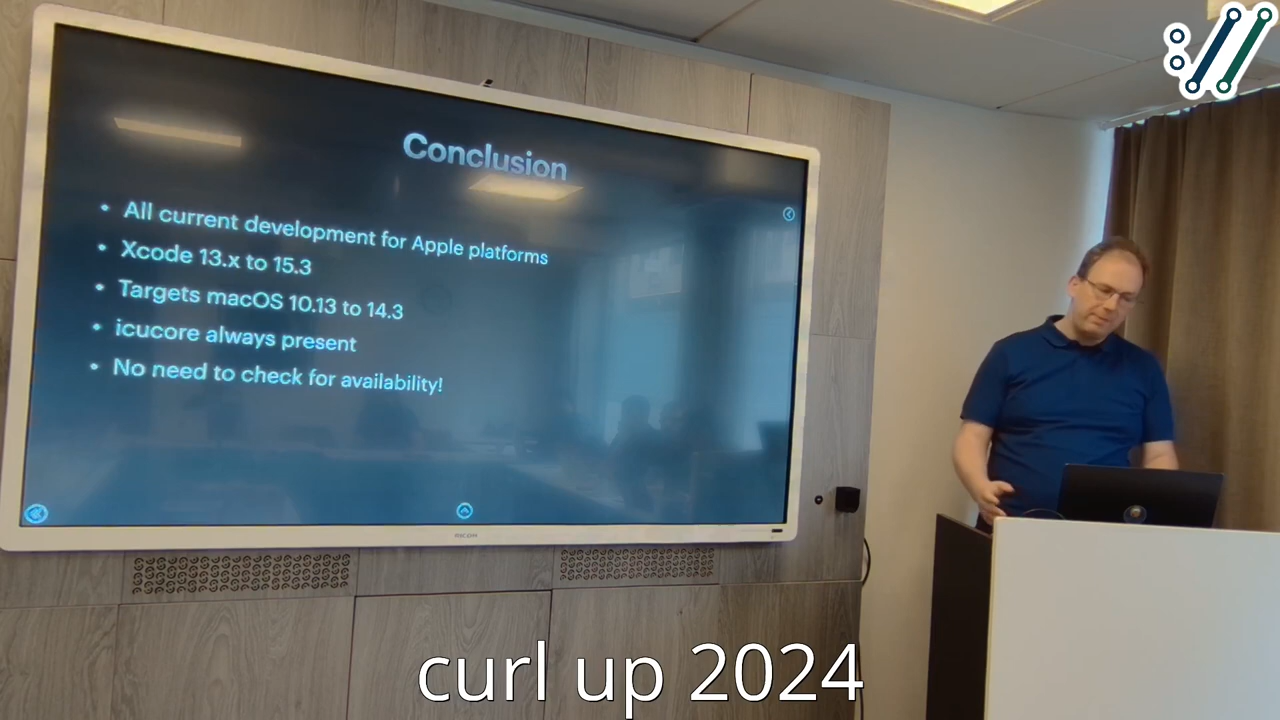 Conclusion
• All current development for Apple platforms
• Xcode 13.x to 15.3
• Targets macOS 10.13 to 14.3
• icucore always present
• No need to check for availability!
RICOH
curl up 2024